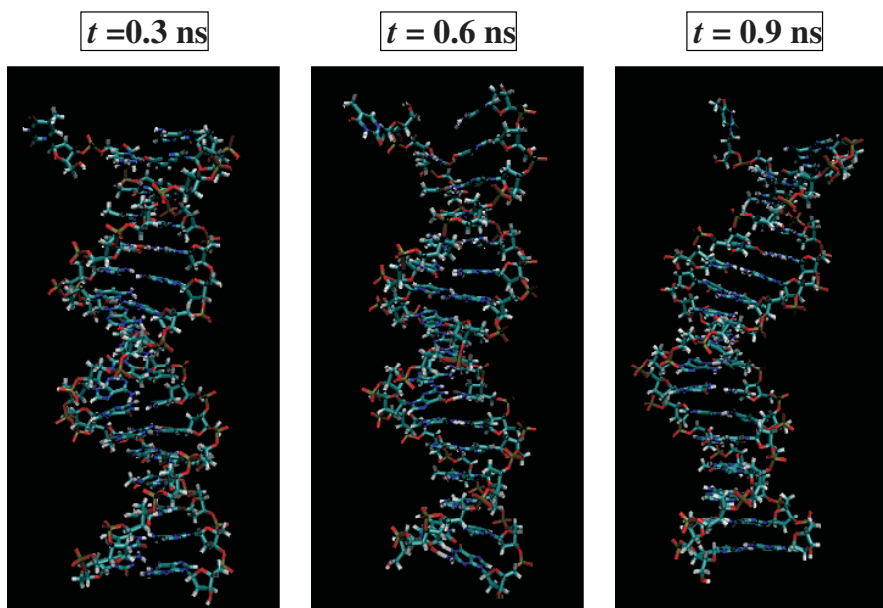 t =0.3 ns
t = 0.6 ns
t = 0.9 ns